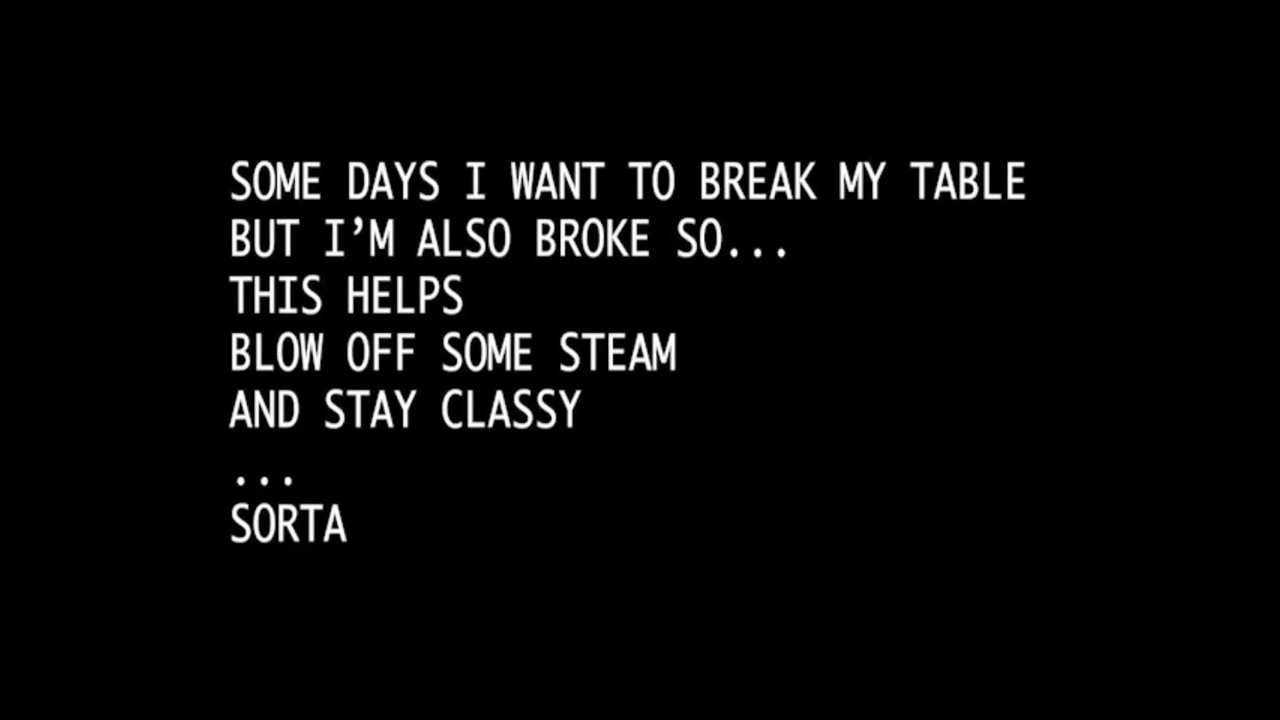 SOME DAYS I WANT TO BREAK MY TABLE
BUT I’M ALSO BROKE SO...
THIS HELPS
BLOW OFF SOME STEAM
AND STAY CLASSY
...
SORTA